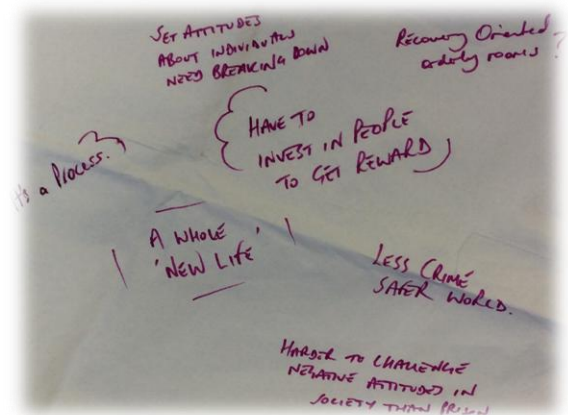 SET ATTITUDES
ABOUT INDIVIDUALS
NEED BREAKING DOWN
Recovery Oriented
orderly rooms ?
HAVE TO
INVEST IN PEOPLE
TO GET REWARD
It's a Process.
A WHOLE
'NEW LIFE'
LESS CRIME
SAFER WORLD.
HARDER TO CHALLENGE
NEGATIVE ATTITUDES IN
SOCIETY THAN PRISON